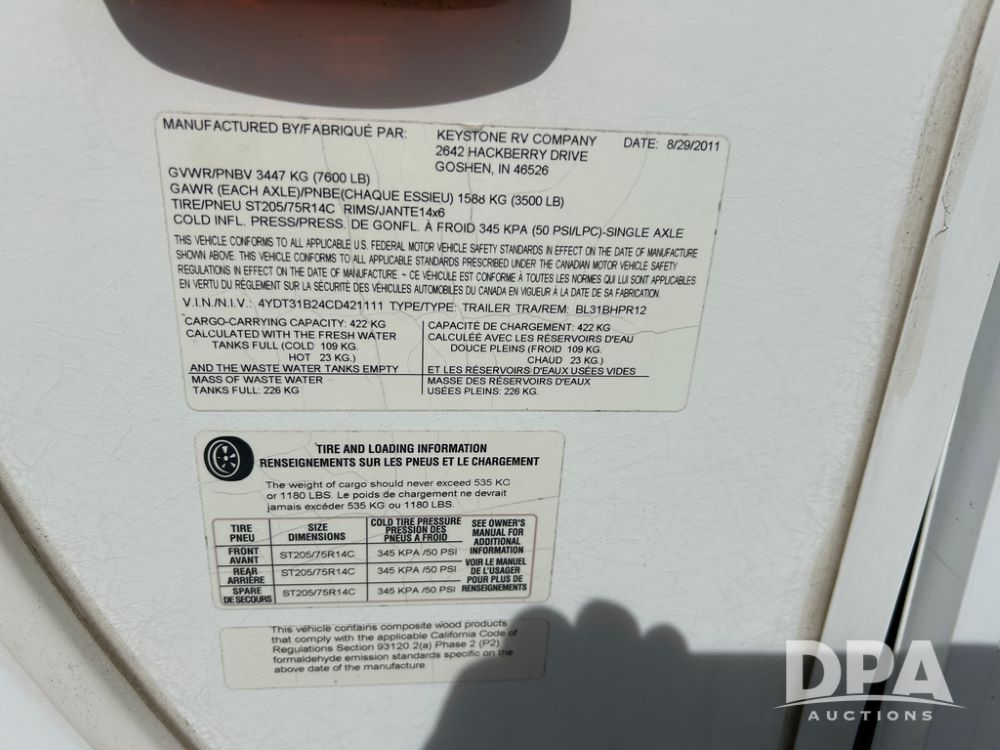 MANUFACTURED BY/FABRIQUÉ PAR: KEYSTONE RV COMPANY DATE: 8/29/2011
2642 HACKBERRY DRIVE
GOSHEN, IN 46526
GVWR/PNBV 3447 KG (7600 LB)
GAWR (EACH AXLE)/PNBE(CHAQUE ESSIEU) 1588 KG (3500 LB)
TIRE/PNEU ST205/75R14C RIMS/JANTE14x6
COLD INFL. PRESS/PRESS. DE GONFL. À FROID 345 KPA (50 PSI/LPC)-SINGLE AXLE
THIS VEHICLE CONFORMS TO ALL APPLICABLE U.S. FEDERAL MOTOR VEHICLE SAFETY STANDARDS IN EFFECT ON THE DATE OF MANUFACTURE
SHOWN ABOVE. THIS VEHICLE CONFORMS TO ALL APPLICABLE STANDARDS PRESCRIBED UNDER THE CANADIAN MOTOR VEHICLE SAFETY
REGULATIONS IN EFFECT ON THE DATE OF MANUFACTURE ~ CE VÉHICULE EST CONFORME À TOUTES LES NORMES QUI LUI SONT APPLICABLES
EN VERTU DU RÉGLEMENT SUR LA SÉCURITÉ DES VÉHICULES AUTOMOBILES DU CANADA EN VIGUEUR À LA DATE DE SA FABRICATION.
V.I.N./N.I.V.: 4YDT31B24CD421111 TYPE/TYPE: TRAILER TRA/REM: BL31BHPR12
CARGO-CARRYING CAPACITY: 422 KG
CALCULATED WITH THE FRESH WATER
TANKS FULL (COLD 109 KG.
HOT 23 KG.)
AND THE WASTE WATER TANKS EMPTY
MASS OF WASTE WATER
TANKS FULL: 226 KG
CAPACITÉ DE CHARGEMENT: 422 KG
CALCULÉE AVEC LES RÉSERVOIRS D'EAU
DOUCE PLEINS (FROID 109 KG.
CHAUD 23 KG.)
ET LES RÉSERVOIRS D'EAUX USÉES VIDES
MASSE DES RÉSERVOIRS D'EAUX
USÉES PLEINS: 226 KG.
TIRE AND LOADING INFORMATION
RENSEIGNEMENTS SUR LES PNEUS ET LE CHARGEMENT
The weight of cargo should never exceed 535 KG
or 1180 LBS. Le poids de chargement ne devrait
jamais excéder 535 KG ou 1180 LBS.
TIRE
PNEU
SIZE
DIMENSIONS
COLD TIRE PRESSURE
PRESSION DES
PNEUS A FROID
SEE OWNER'S
MANUAL FOR
ADDITIONAL
INFORMATION
VOIR LE MANUEL
DE L'USAGER
POUR PLUS DE
RENSEIGNEMENTS
FRONT
AVANT
ST205/75R14C 345 KPA /50 PSI
REAR
ARRIÈRE
ST205/75R14C 345 KPA /50 PSI
SPARE
DE SECOURS
ST205/75R14C 345 KPA /50 PSI
This vehicle contains composite wood products
that comply with the applicable California Code of
Regulations Section 93120.2(a) Phase 2 (P2)
formaldehyde emission standards specific on the
above date of the manufacture.
DPA
AUCTIONS